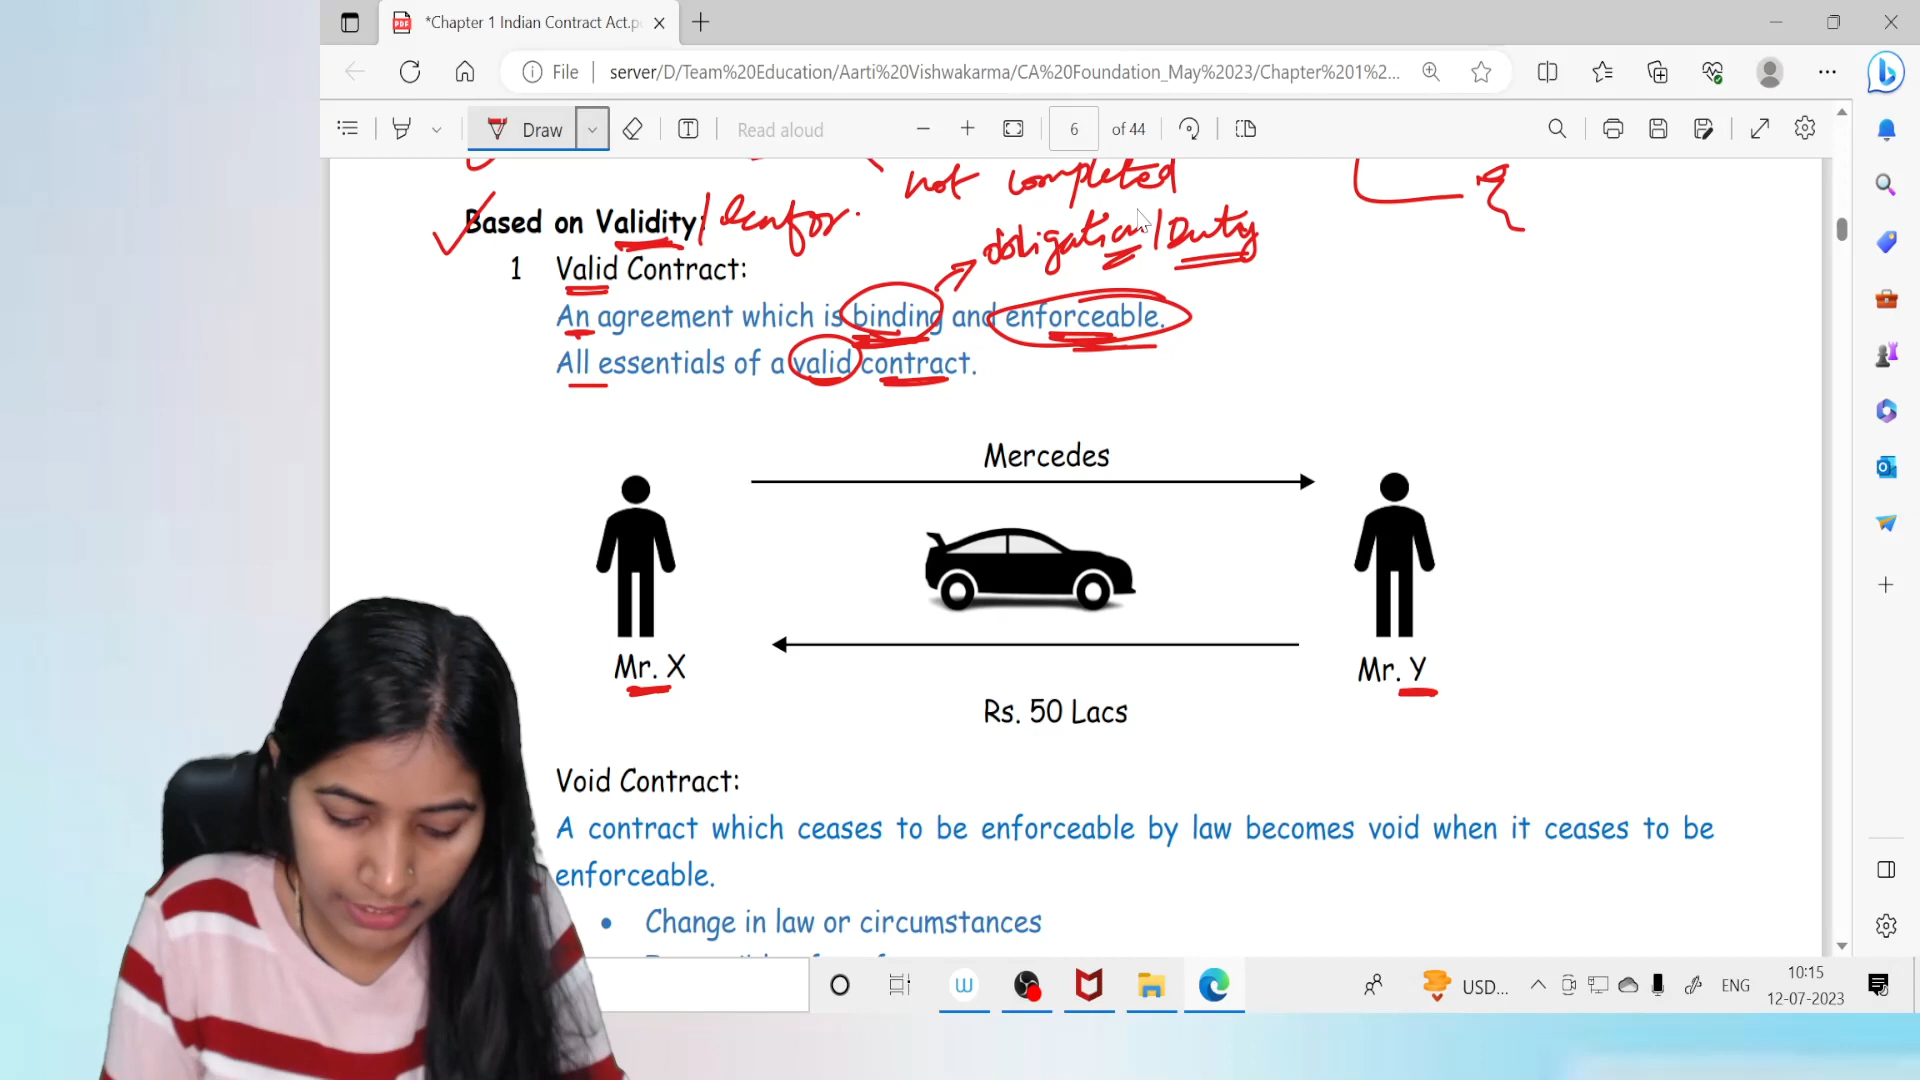 *Chapter 1 Indian Contract Act.p
File
server/D/Team%20Education/Aarti%20Vishwakarma/CA%20Foundation_May%2023/Chapter%201%2...
Draw
Read aloud
6 of 44
not completed
Based on Validity:
obligation/Duty
1 Valid Contract:
An agreement which is binding and enforceable.
All essentials of a valid contract.
Mercedes
Mr. X
Mr. Y
Rs. 50 Lacs
Void Contract:
A contract which ceases to be enforceable by law becomes void when it ceases to be
enforceable.
• Change in law or circumstances
USD...
ENG
10:15
12-07-2023